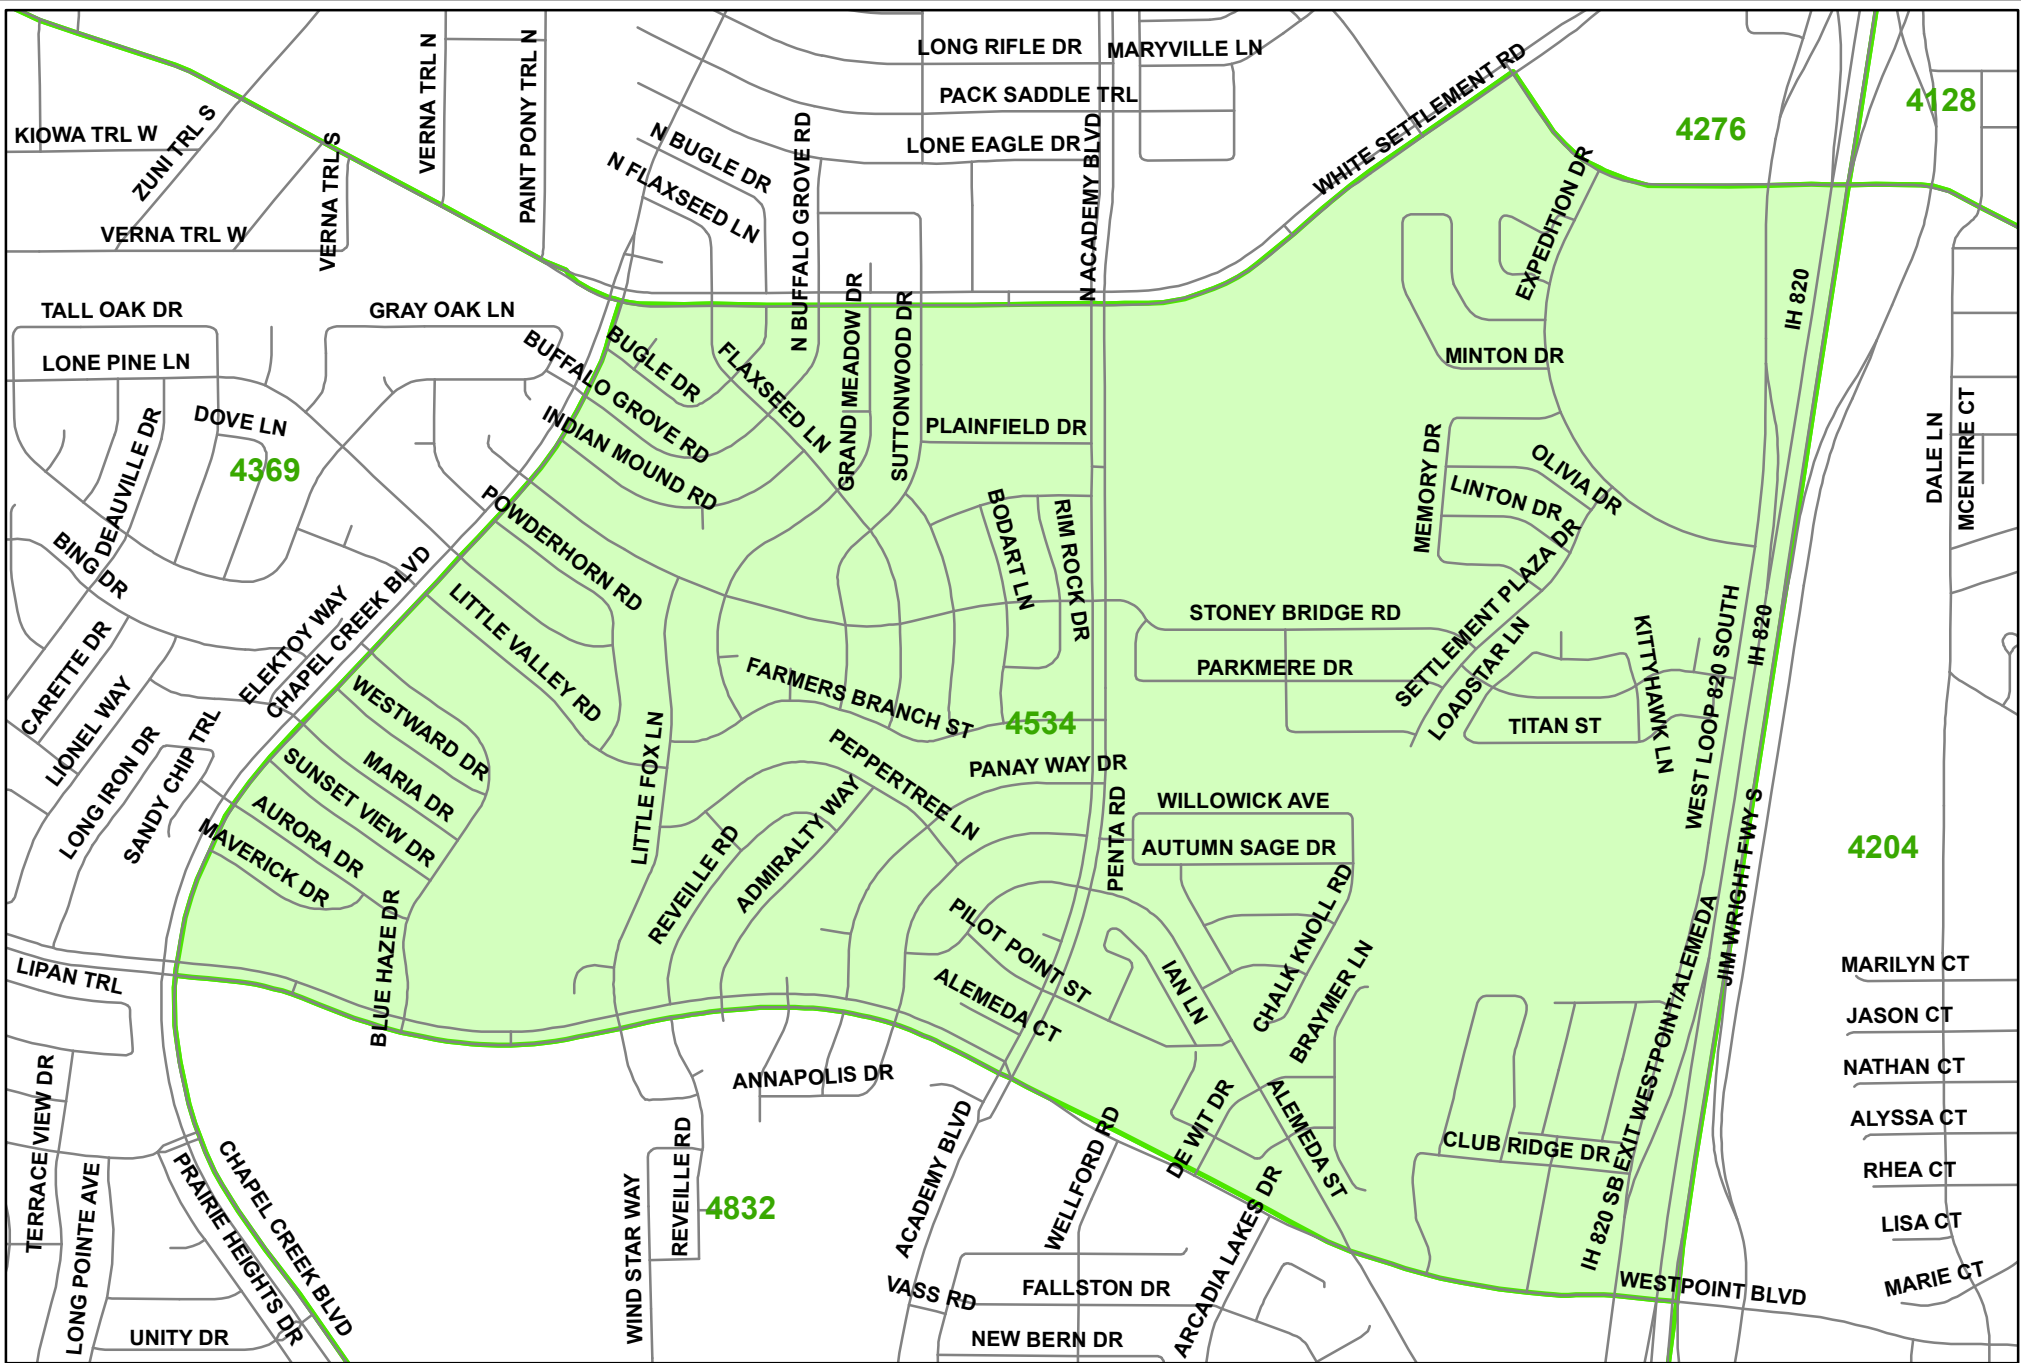 LONG RIFLE DR
MARYVILLE LN
VERNA TRL N
PAINT PONY TRL N
WHITE SETTLEMENT RD
PACK SADDLE TRL
4128
4276
KIOWA TRL W
ZUNI TRL S
VERNA TRL S
N BUGLE DR
N FLAXSEED LN
N BUFFALO GROVE RD
LONE EAGLE DR
N ACADEMY BLVD
VERNA TRL W
EXPEDITION DR
IH 820
TALL OAK DR
GRAY OAK LN
LONE PINE LN
BUFFALO GROVE RD
BUGLE DR
FLAXSEED LN
GRAND MEADOW DR
SUTTONWOOD DR
MINTON DR
DOVE LN
DEAUVILLE DR
4369
INDIAN MOUND RD
PLAINFIELD DR
MEMORY DR
OLIVIA DR
LINTON DR
DALE LN
MCENTIRE CT
BING DR
POWDERHORN RD
BODART LN
RIM ROCK DR
SETTLEMENT PLAZA DR
ELEKTOY WAY
CHAPEL CREEK BLVD
LITTLE VALLEY RD
STONEY BRIDGE RD
LOADSTAR LN
KITTYHAWK LN
WEST LOOP 820 SOUTH
IH 820
CARETTE DR
LIONEL WAY
FARMERS BRANCH ST
PARKMERE DR
WESTWARD DR
4534
TITAN ST
LONG IRON DR
SANDY CHIP TRL
MARIA DR
SUNSET VIEW DR
LITTLE FOX LN
PEPPERTREE LN
PANAY WAY DR
AURORA DR
MAVERICK DR
REVEILLE RD
ADMIRALTY WAY
PENTA RD
WILLOWICK AVE
AUTUMN SAGE DR
JIM WRIGHT FWY S
4204
BLUE HAZE DR
PILOT POINT ST
CHALK KNOLL RD
LIPAN TRL
ALEMEDA CT
IAN LN
BRAYMER LN
IH 820 SB EXIT WESTPOINT/ALEMEDA
MARILYN CT
JASON CT
NATHAN CT
TERRACE VIEW DR
ANNAPOLIS DR
ALYSSA CT
ACADEMY BLVD
WELLFORD RD
DE WIT DR
ALEMEDA ST
CLUB RIDGE DR
RHEA CT
LONG POINTE AVE
PRAIRIE HEIGHTS DR
CHAPEL CREEK BLVD
WIND STAR WAY
REVEILLE RD
4832
ARCADIA LAKES DR
LISA CT
VASS RD
FALLSTON DR
WESTPOINT BLVD
MARIE CT
UNITY DR
NEW BERN DR